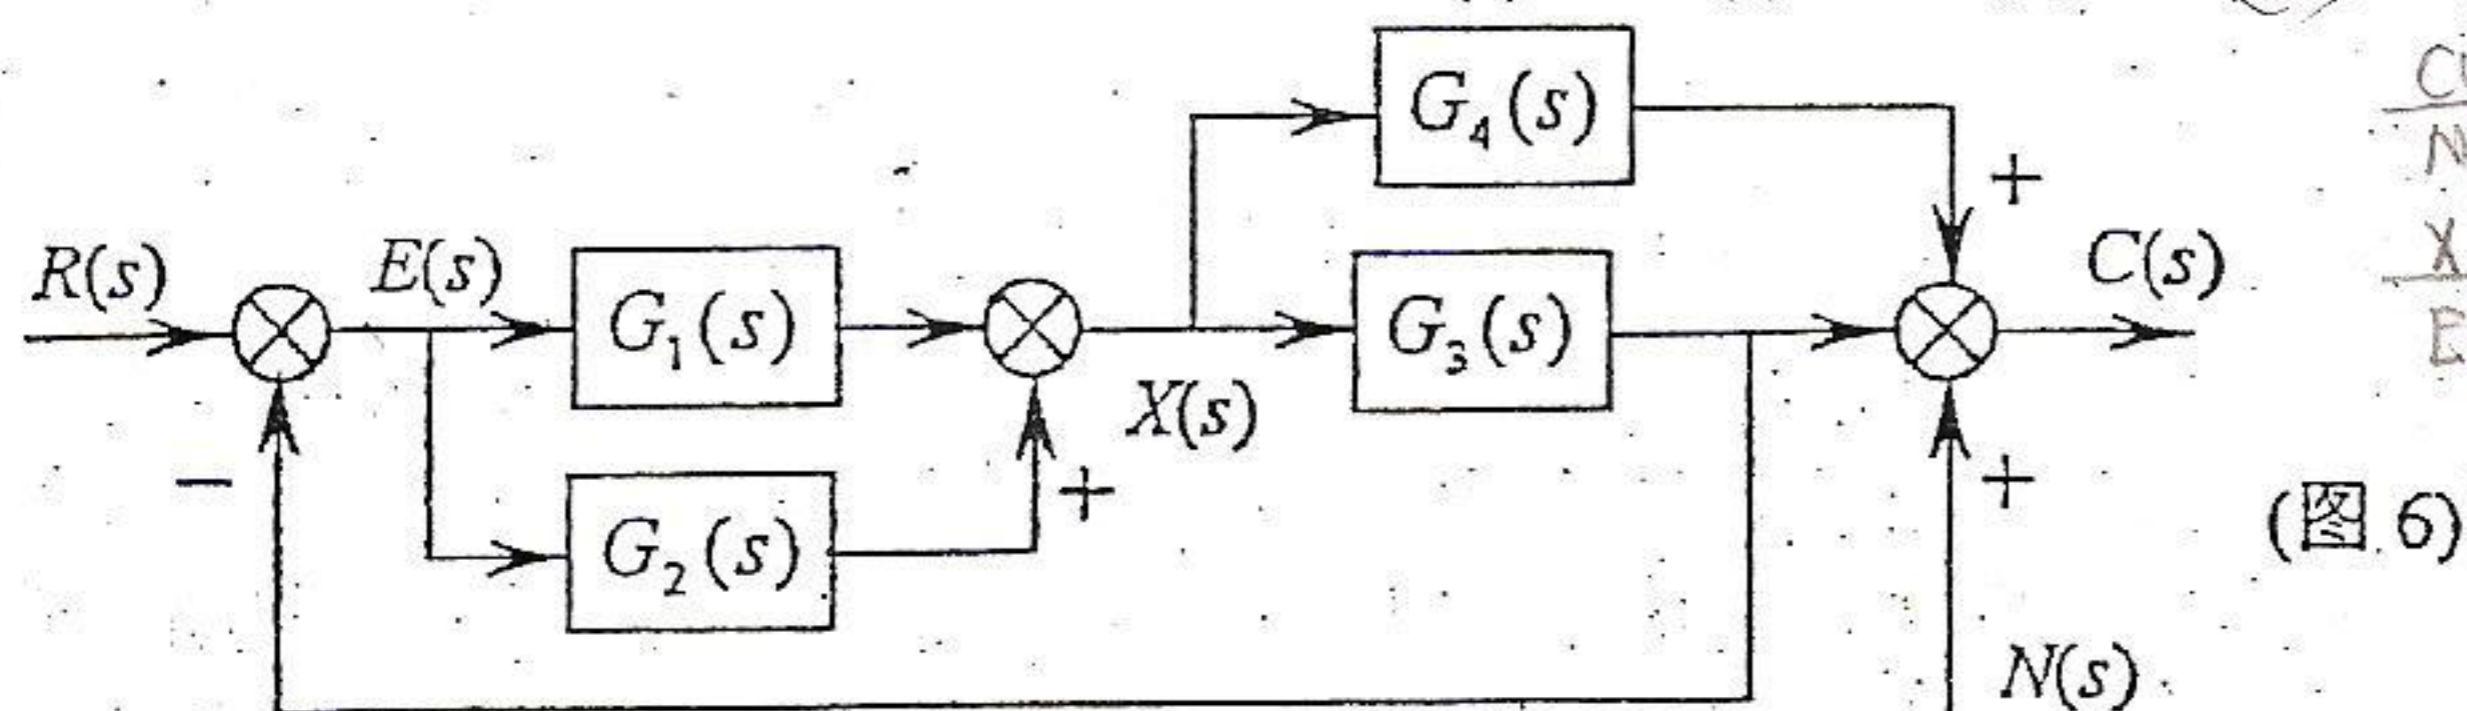 G₄(s)
+
R(s)
E(s)
G₁(s)
G₃(s)
C(s)
X(s)
−
+
+
G₂(s)
(图.6)
N(s)
N
X
E